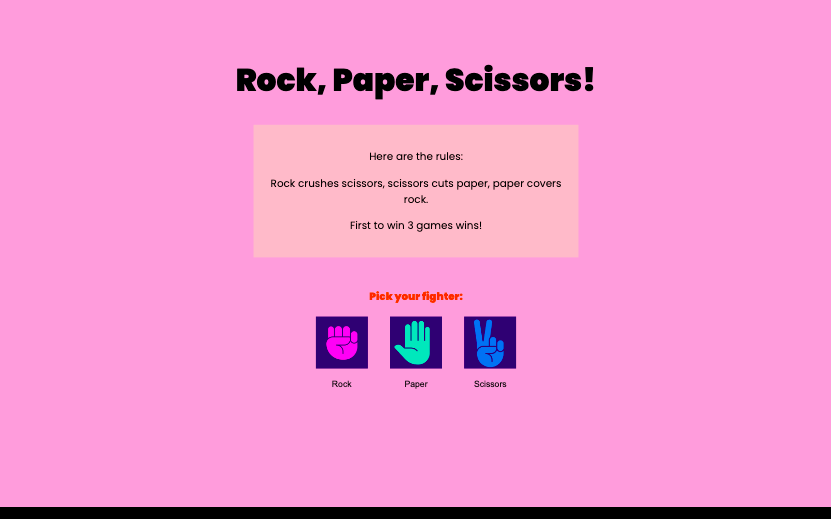 Rock, Paper, Scissors!
Here are the rules:
Rock crushes scissors, scissors cuts paper, paper covers
rock.
First to win 3 games wins!
Pick your fighter:
Rock Paper Scissors